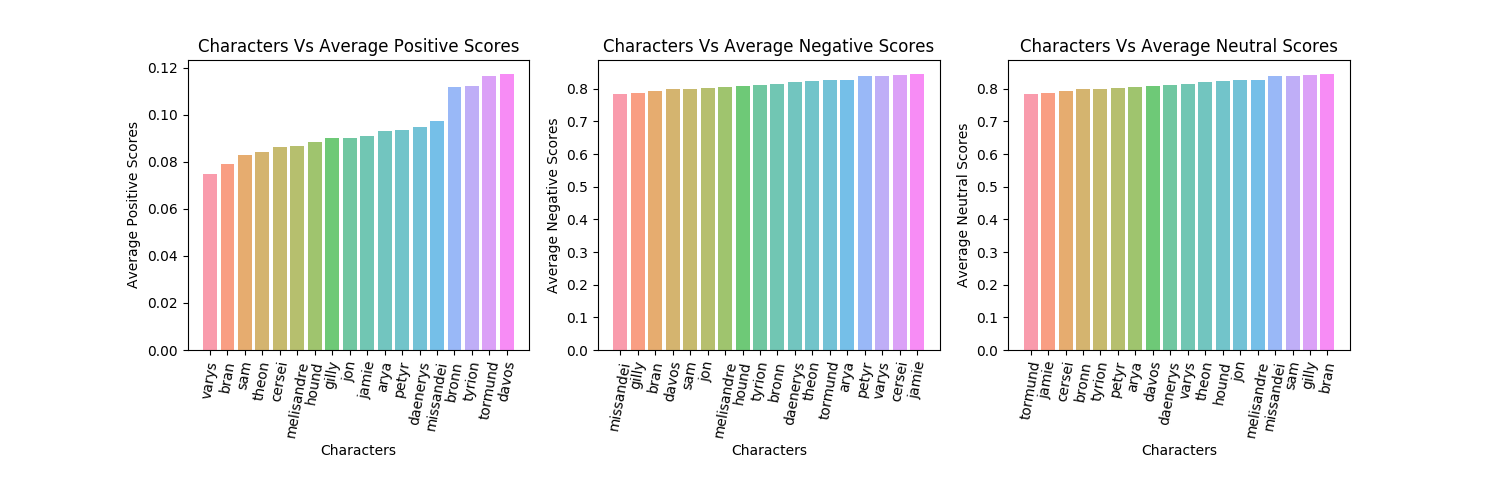 Characters Vs Average Positive Scores
Average Positive Scores
0.12
0.10
0.08
0.06
0.04
0.02
0.00
varys
bran
sam
theon
cersei
melisandre
hound
gilly
jon
jamie
arya
petyr
daenerys
missandei
bronn
tyrion
tormund
davos
Characters
Characters Vs Average Negative Scores
Average Negative Scores
0.8
0.7
0.6
0.5
0.4
0.3
0.2
0.1
0.0
missandei
gilly
bran
davos
sam
jon
melisandre
hound
tyrion
bronn
daenerys
theon
tormund
arya
petyr
varys
cersei
jamie
Characters
Characters Vs Average Neutral Scores
Average Neutral Scores
0.8
0.7
0.6
0.5
0.4
0.3
0.2
0.1
0.0
tormund
jamie
cersei
bronn
tyrion
petyr
arya
davos
daenerys
varys
theon
hound
jon
melisandre
missandei
sam
gilly
bran
Characters